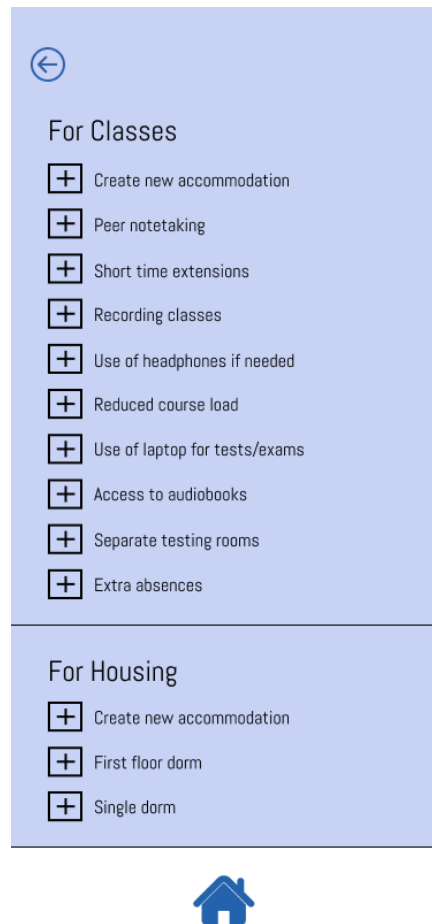 For Classes
Create new accommodation
Peer notetaking
Short time extensions
Recording classes
Use of headphones if needed
Reduced course load
Use of laptop for tests/exams
Access to audiobooks
Separate testing rooms
Extra absences
For Housing
Create new accommodation
First floor dorm
Single dorm